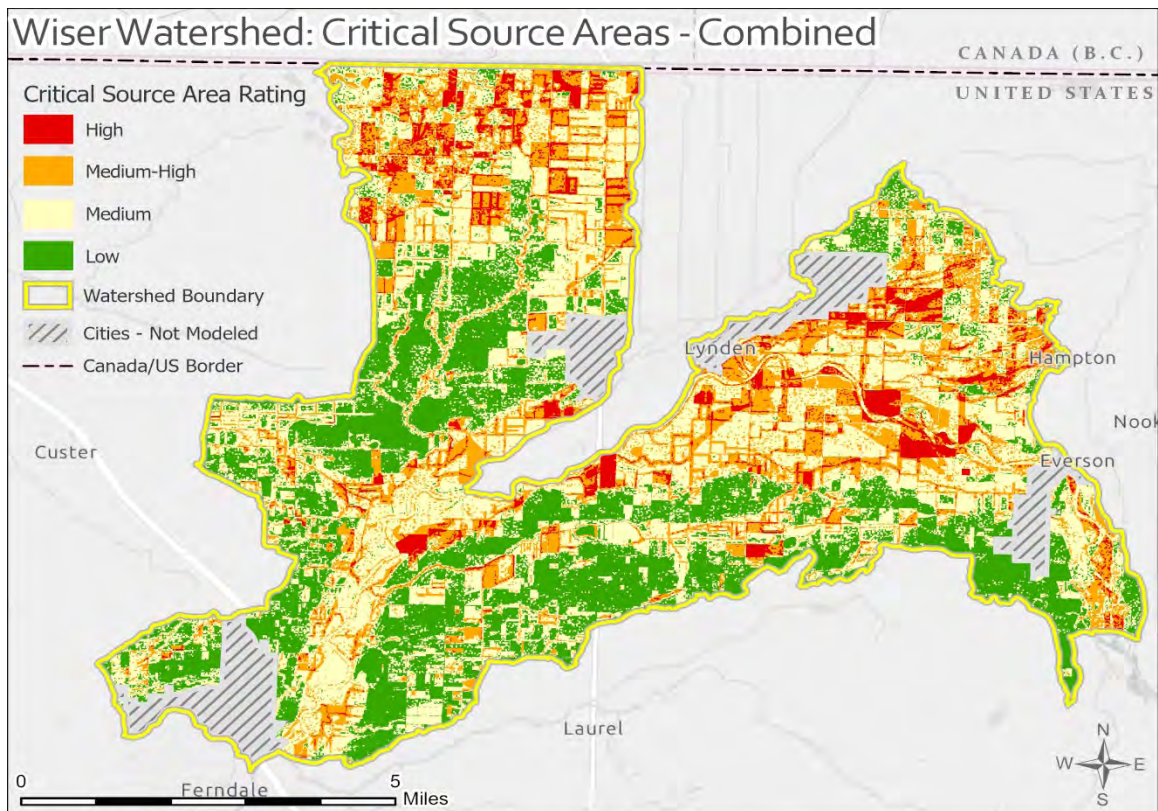 Wiser Watershed: Critical Source Areas - Combined
CANADA (B.C.)
UNITED STATES
Critical Source Area Rating
High
Medium-High
Medium
Low
Watershed Boundary
Cities - Not Modeled
Canada/US Border
Lynden
Hampton
Nook
Custer
Everson
Laurel
Ferndale
N
W
E
S
0
5
Miles